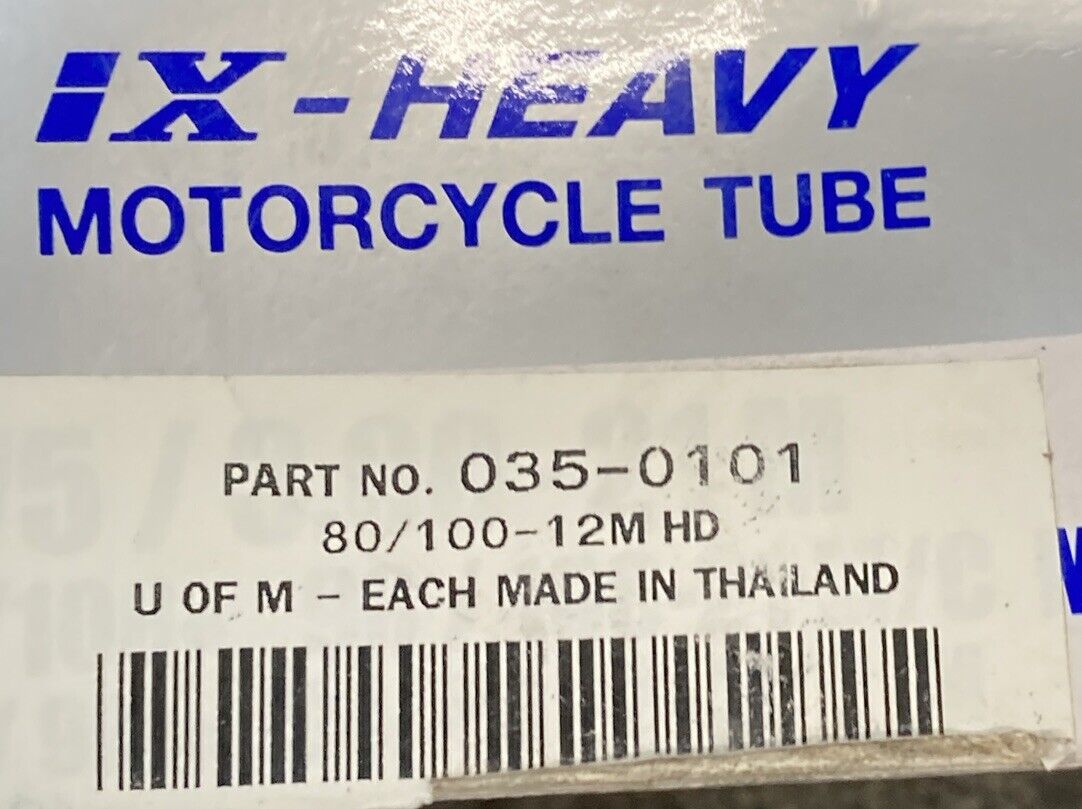 iX-HEAVY
MOTORCYCLE TUBE
PART NO. 035-0101
80/100-12M HD
U OF M - EACH MADE IN THAILAND